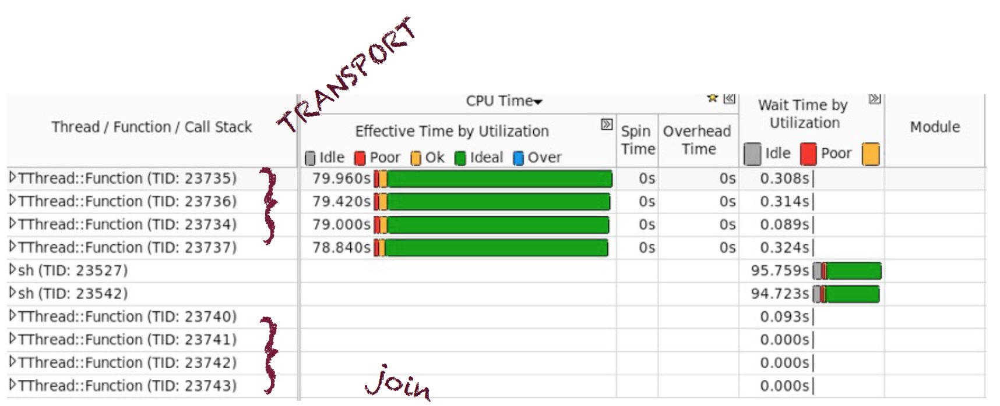 TRANSPORT
Thread / Function / Call Stack
CPU Time
Effective Time by Utilization
Idle Poor Ok Ideal Over
Spin Time
Overhead Time
Wait Time by Utilization
Idle Poor
Module
TThread::Function (TID: 23735) 79.960s 0s 0s 0.308s
TThread::Function (TID: 23736) 79.420s 0s 0s 0.314s
TThread::Function (TID: 23734) 79.000s 0s 0s 0.089s
TThread::Function (TID: 23737) 78.840s 0s 0s 0.324s
sh (TID: 23527) 95.759s
sh (TID: 23542) 94.723s
TThread::Function (TID: 23740) 0.093s
TThread::Function (TID: 23741) 0.000s
TThread::Function (TID: 23742) 0.000s
TThread::Function (TID: 23743) 0.000s
join